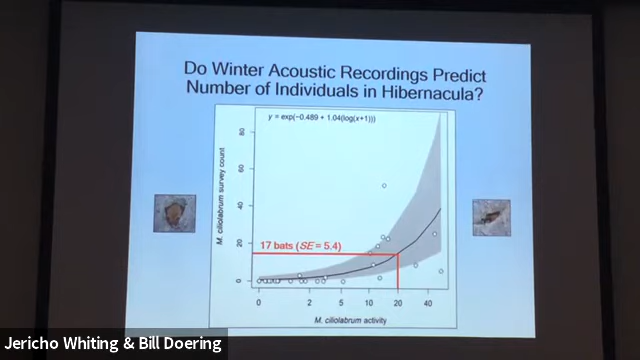 Do Winter Acoustic Recordings Predict
Number of Individuals in Hibernacula?
y = exp(−0.489 + 1.04(log(x+1)))
M. ciliolabrum survey count
80
60
40
20
0
17 bats (SE = 5.4)
0 2 5 10 20 40
M. ciliolabrum activity
Jericho Whiting & Bill Doering